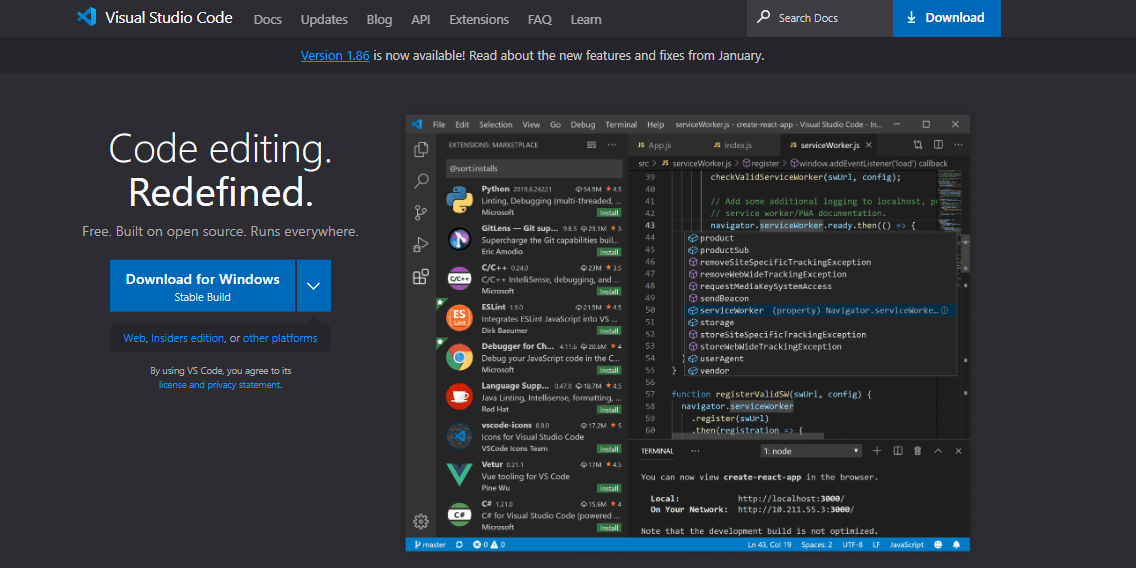 Visual Studio Code Docs Updates Blog API Extensions FAQ Learn Search Docs Download
Version 1.86 is now available! Read about the new features and fixes from January.
Code editing.
Redefined.
Free. Built on open source. Runs everywhere.
Download for Windows
Stable Build
Web, Insiders edition, or other platforms
By using VS Code, you agree to its
license and privacy statement.
File Edit Selection View Go Debug Terminal Help serviceWorker.js - create-react-app - Visual Studio Code - In...
EXTENSIONS: MARKETPLACE
@sort:installs
Python 2019.6.24221 54.9M 4.5
Linting, Debugging (multi-threaded, ...
Microsoft Install
GitLens — Git sup... 9.8.5 23.1M 5
Supercharge the Git capabilities buil...
Eric Amodio Install
C/C++ 0.24.0 23M 3.5
C/C++ IntelliSense, debugging, and ...
Microsoft Install
ESLint 1.9.0 21.9M 4.5
Integrates ESLint JavaScript into VS ...
Dirk Baeumer Install
Debugger for Ch... 4.11.6 20.6M 4
Debug your JavaScript code in the C...
Microsoft Install
Language Supp... 0.47.0 18.7M 4.5
Java Linting, Intellisense, formatting, ...
Red Hat Install
vscode-icons 8.8.0 17.2M 5
Icons for Visual Studio Code
VSCode Icons Team Install
Vetur 0.21.1 17M 4.5
Vue tooling for VS Code
Pine Wu Install
C# 1.21.0 15.6M 4
C# for Visual Studio Code (powered ...
Microsoft Install
JS App.js JS index.js JS serviceWorker.js
src > JS serviceWorker.js > register > window.addEventListener('load') callback
39 checkValidServiceWorker(swUrl, config);
40
41 // Add some additional logging to localhost, po
42 // service worker/PWA documentation.
43 navigator.serviceWorker.ready.then(() => {
44 product
45 productSub
46 removeSiteSpecificTrackingException
47 removeWebWideTrackingException
48 requestMediaKeySystemAccess
49 sendBeacon
50 serviceWorker (property) Navigator.serviceWorke...
51 storage
52 storeSiteSpecificTrackingException
53 storeWebWideTrackingException
54 } userAgent
55 } vendor
56
57 function registerValidSW(swUrl, config) {
58 navigator.serviceWorker
59 .register(swUrl)
60 .then(registration => {
TERMINAL ... 1: node
You can now view create-react-app in the browser.
Local: http://localhost:3000/
On Your Network: http://10.211.55.3:3000/
Note that the development build is not optimized.
master 0 0 Ln 43, Col 19 Spaces: 2 UTF-8 LF JavaScript